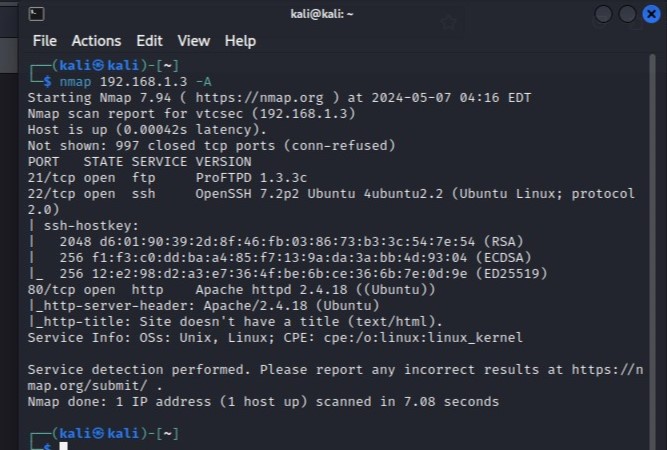 kali@kali: ~
File Actions Edit View Help
┌──(kali㉿kali)-[~]
└─$ nmap 192.168.1.3 -A
Starting Nmap 7.94 ( https://nmap.org ) at 2024-05-07 04:16 EDT
Nmap scan report for vtcsec (192.168.1.3)
Host is up (0.00042s latency).
Not shown: 997 closed tcp ports (conn-refused)
PORT   STATE SERVICE VERSION
21/tcp open  ftp     ProFTPD 1.3.3c
22/tcp open  ssh     OpenSSH 7.2p2 Ubuntu 4ubuntu2.2 (Ubuntu Linux; protocol
2.0)
| ssh-hostkey:
|   2048 d6:01:90:39:2d:8f:46:fb:03:86:73:b3:3c:54:7e:54 (RSA)
|   256 f1:f3:c0:dd:ba:a4:85:f7:13:9a:da:3a:bb:4d:93:04 (ECDSA)
|_  256 12:e2:98:d2:a3:e7:36:4f:be:6b:ce:36:6b:7e:0d:9e (ED25519)
80/tcp open  http    Apache httpd 2.4.18 ((Ubuntu))
|_http-server-header: Apache/2.4.18 (Ubuntu)
|_http-title: Site doesn't have a title (text/html).
Service Info: OSs: Unix, Linux; CPE: cpe:/o:linux:linux_kernel

Service detection performed. Please report any incorrect results at https://n
map.org/submit/ .
Nmap done: 1 IP address (1 host up) scanned in 7.08 seconds

┌──(kali㉿kali)-[~]
└─$